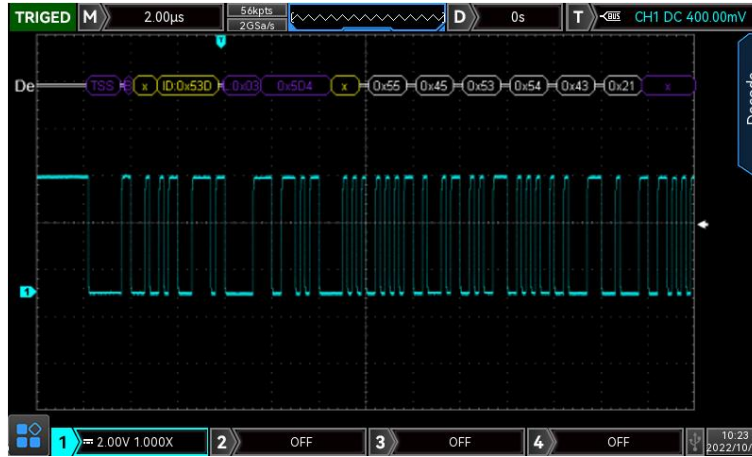 TRIGED M 2.00μs 56kpts 2GSa/s D 0s T BUS CH1 DC 400.00mV
T
De TSS x ID:0x53D L:0x03 0x5D4 x 0x55 0x45 0x53 0x54 0x43 0x21 x
Decode
1
1 2.00V 1.000X 2 OFF 3 OFF 4 OFF 10:23
2022/10/